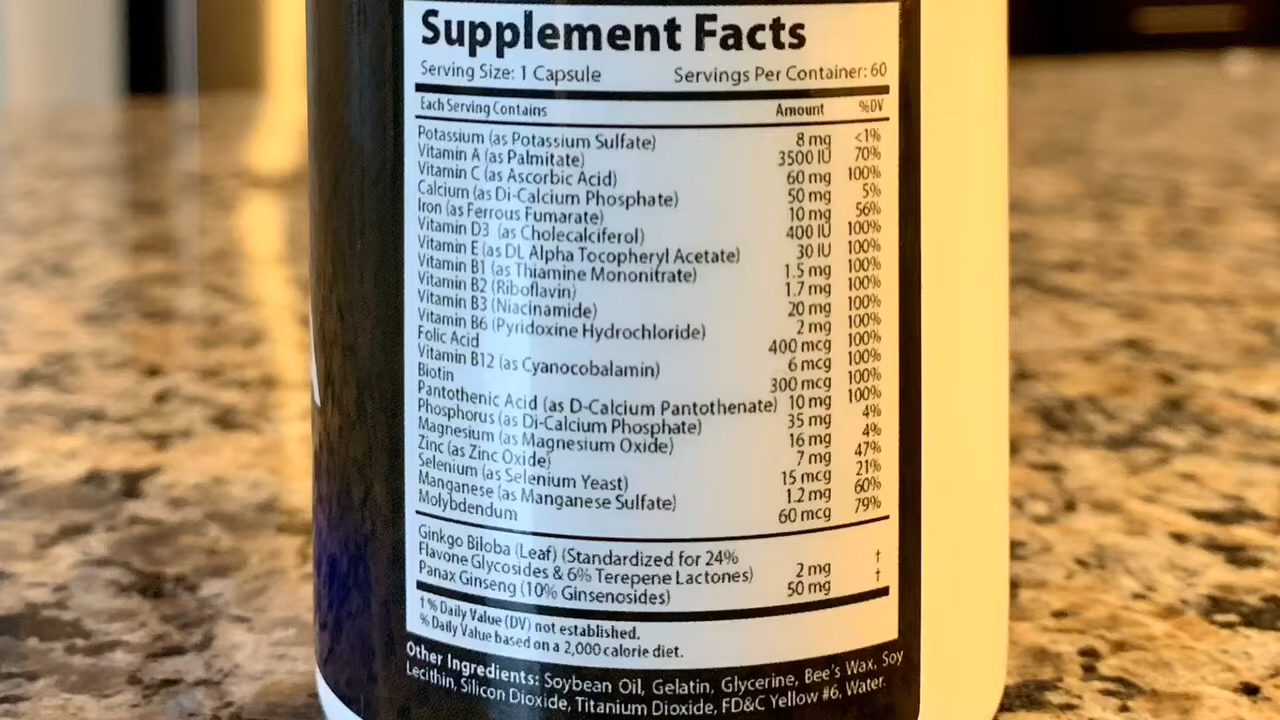 Supplement Facts
Serving Size: 1 Capsule Servings Per Container: 60
Each Serving Contains Amount %DV
Potassium (as Potassium Sulfate) 8 mg <1%
Vitamin A (as Palmitate) 3500 IU 70%
Vitamin C (as Ascorbic Acid) 60 mg 100%
Calcium (as Di-Calcium Phosphate) 50 mg 5%
Iron (as Ferrous Fumarate) 10 mg 56%
Vitamin D3 (as Cholecalciferol) 400 IU 100%
Vitamin E (as DL Alpha Tocopheryl Acetate) 30 IU 100%
Vitamin B1 (as Thiamine Mononitrate) 1.5 mg 100%
Vitamin B2 (Riboflavin) 1.7 mg 100%
Vitamin B3 (Niacinamide) 20 mg 100%
Vitamin B6 (Pyridoxine Hydrochloride) 2 mg 100%
Folic Acid 400 mcg 100%
Vitamin B12 (as Cyanocobalamin) 6 mcg 100%
Biotin 300 mcg 100%
Pantothenic Acid (as D-Calcium Pantothenate) 10 mg 100%
Phosphorus (as Di-Calcium Phosphate) 35 mg 4%
Magnesium (as Magnesium Oxide) 16 mg 4%
Zinc (as Zinc Oxide) 7 mg 47%
Selenium (as Selenium Yeast) 15 mcg 21%
Manganese (as Manganese Sulfate) 1.2 mg 60%
Molybdendum 60 mcg 79%
Ginkgo Biloba (Leaf) (Standardized for 24%
Flavone Glycosides & 6% Terepene Lactones) 2 mg †
Panax Ginseng (10% Ginsenosides) 50 mg †
† % Daily Value (DV) not established.
% Daily Value based on a 2,000 calorie diet.
Other Ingredients: Soybean Oil, Gelatin, Glycerine, Bee's Wax, Soy
Lecithin, Silicon Dioxide, Titanium Dioxide, FD&C Yellow #6, Water.